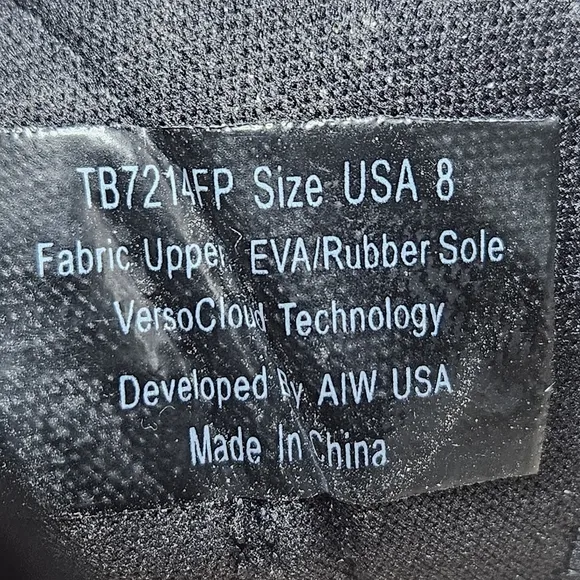 TB7214FP Size USA 8
Fabric Upper EVA/Rubber Sole
VersoCloud Technology
Developed By AIW USA
Made In China